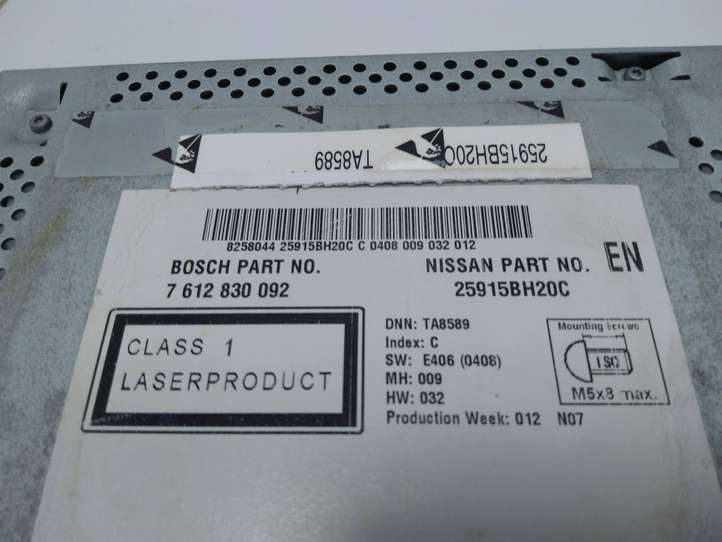 25915BH20C TA8589
8258044 25915BH20C C 0408 009 032 012
BOSCH PART NO. NISSAN PART NO. EN
7 612 830 092 25915BH20C
CLASS 1
LASERPRODUCT
DNN: TA8589
Index: C
SW: E406 (0408)
MH: 009
HW: 032
Production Week: 012 N07
Mounting Screws
ISO
M5x8 max.